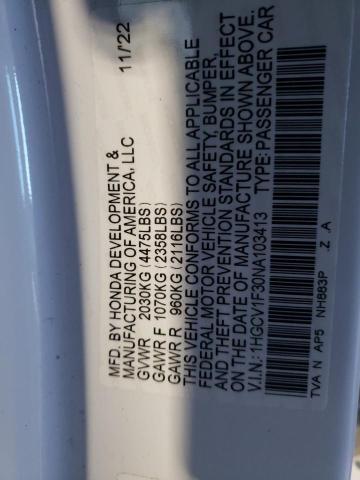 MFD. BY HONDA DEVELOPMENT &
MANUFACTURING OF AMERICA, LLC 11/22
GVWR 2030KG (4475LBS)
GAWR F 1070KG (2358LBS)
GAWR R 960KG (2116LBS)
THIS VEHICLE CONFORMS TO ALL APPLICABLE
FEDERAL MOTOR VEHICLE SAFETY, BUMPER,
AND THEFT PREVENTION STANDARDS IN EFFECT
ON THE DATE OF MANUFACTURE SHOWN ABOVE.
V.I.N.: 1HGCV1F30NA103413 TYPE:PASSENGER CAR
TVA N AP5 NH883P .Z .A